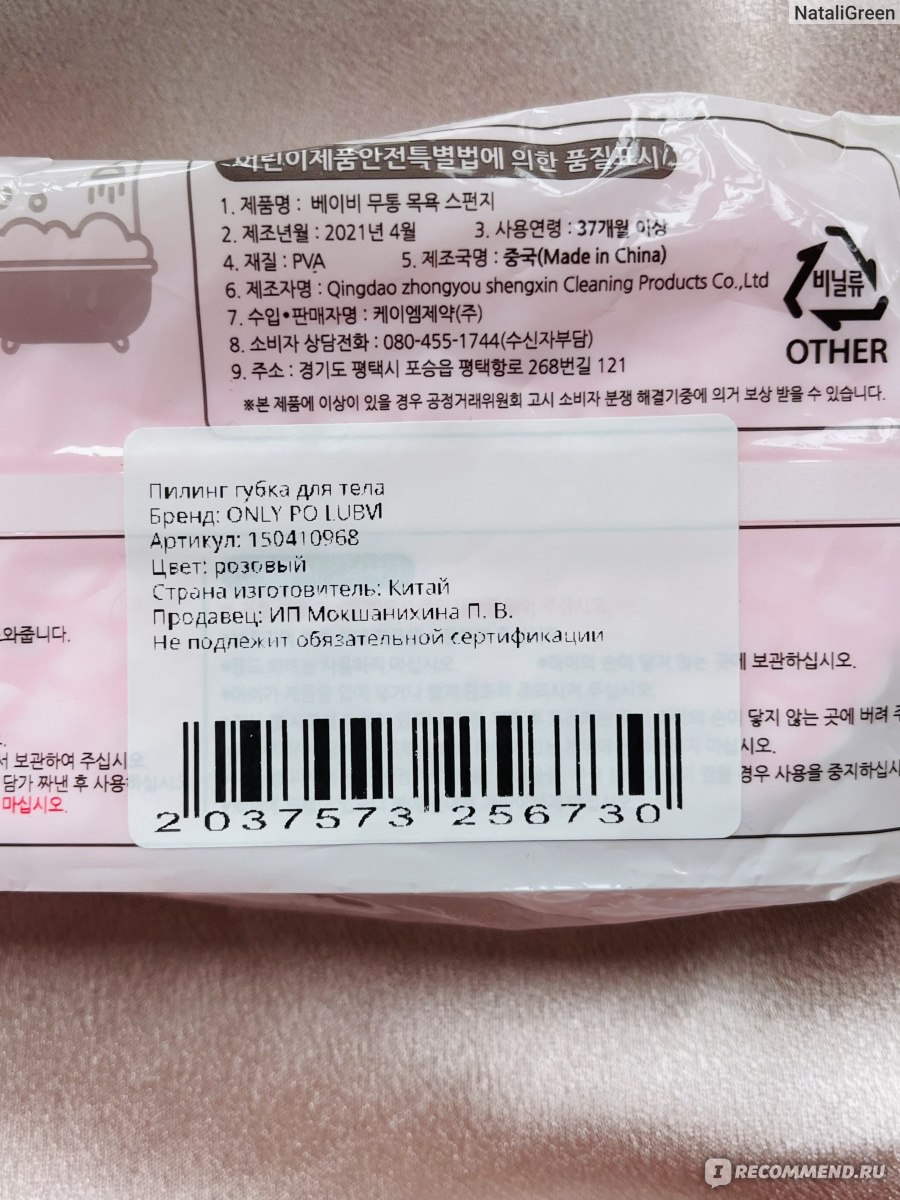 NataliGreen
어린이제품안전특별법에 의한 품질표시
1. 제품명 : 베이비 무통 목욕 스펀지
2. 제조년월 : 2021년 4월 3. 사용연령 : 37개월 이상
4. 재질 : PVA 5. 제조국명 : 중국(Made in China)
6. 제조자명 : Qingdao zhongyou shengxin Cleaning Products Co.,Ltd
7. 수입•판매자명 : 케이엠제약(주)
8. 소비자 상담전화 : 080-455-1744(수신자부담)
9. 주소 : 경기도 평택시 포승읍 평택항로 268번길 121
※본 제품에 이상이 있을 경우 공정거래위원회 고시 소비자 분쟁 해결기준에 의거 보상 받을 수 있습니다.
비닐류
OTHER
Пилинг губка для тела
Бренд: ONLY PO LUBVI
Артикул: 150410968
Цвет: розовый
Страна изготовитель: Китай
Продавец: ИП Мокшанихина П. В.
Не подлежит обязательной сертификации
2 037573 256730
와줍니다.
보관하여 주십시오
담가 짜낸 후 사용
마십시오.
보관하십시오.
닿지 않는 곳에 버려 주
시오.
경우 사용을 중지하십시
IRECOMMEND.RU